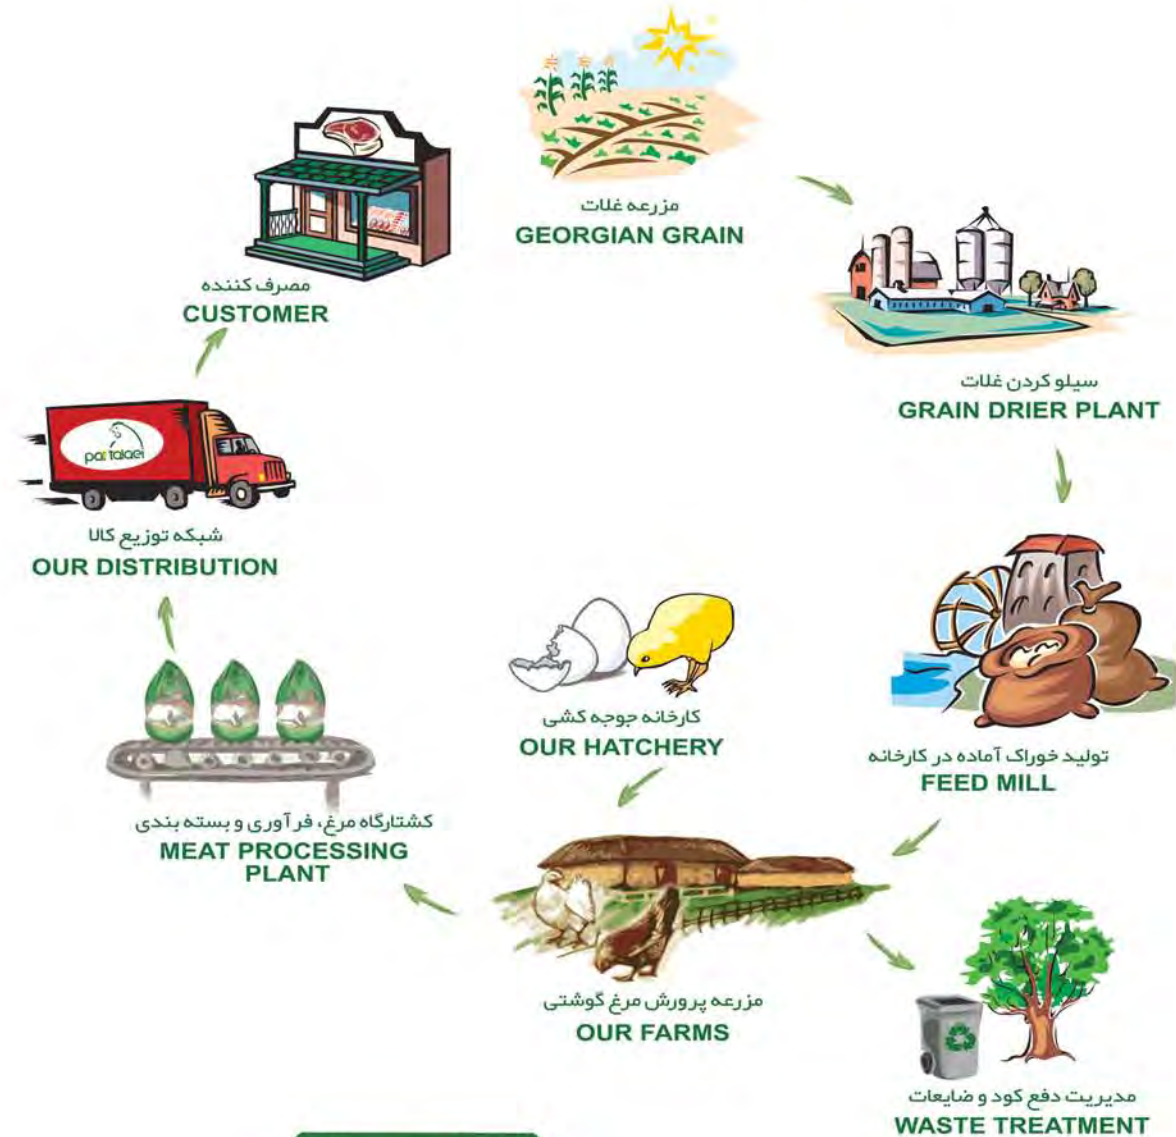 مزرعه غلات
GEORGIAN GRAIN
سیلو کردن غلات
GRAIN DRIER PLANT
تولید خوراک آماده در کارخانه
FEED MILL
کارخانه جوجه کشی
OUR HATCHERY
مزرعه پرورش مرغ گوشتی
OUR FARMS
مدیریت دفع کود و ضایعات
WASTE TREATMENT
کشتارگاه مرغ، فرآوری و بسته بندی
MEAT PROCESSING
PLANT
شبکه توزیع کالا
OUR DISTRIBUTION
مصرف کننده
CUSTOMER